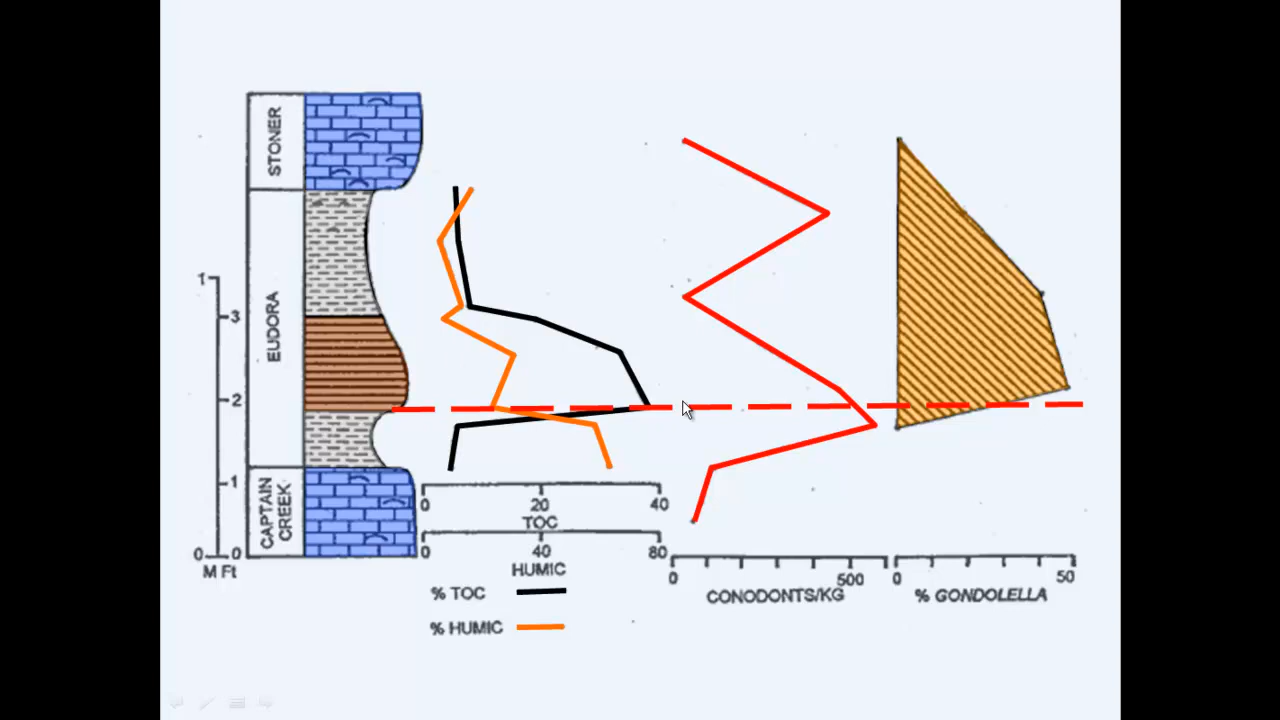 STONER
EUDORA
CAPTAIN
CREEK
1
3
2
1
0
0
M Ft
0 20 40
TOC
0 40 80
HUMIC
% TOC
% HUMIC
0 500
CONODONTS/KG
0 50
% GONDOLELLA